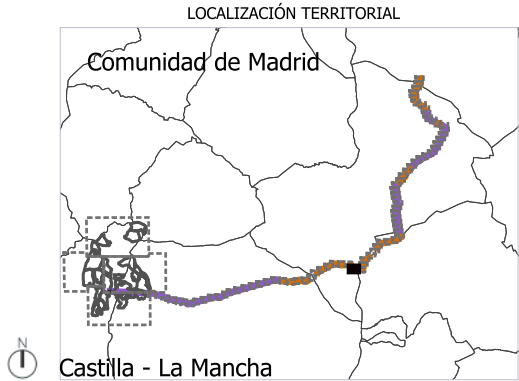 LOCALIZACIÓN TERRITORIAL
Comunidad de Madrid
Castilla - La Mancha
N